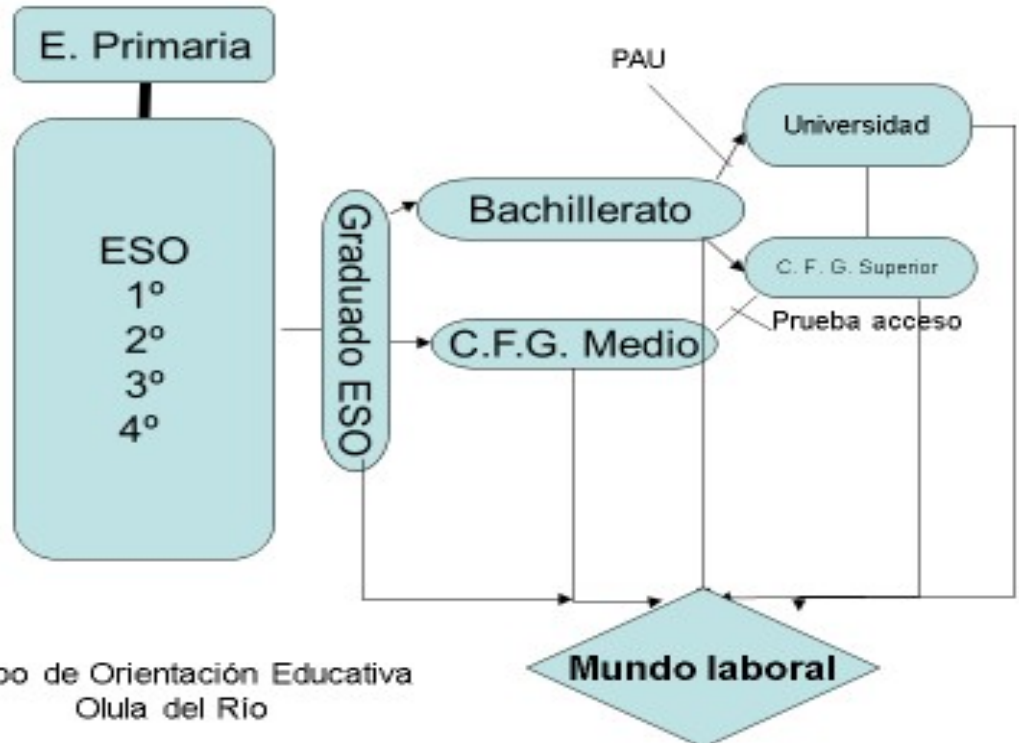 E. Primaria
ESO
1º
2º
3º
4º
Graduado ESO
PAU
Bachillerato
C.F.G. Medio
Universidad
C. F. G. Superior
Prueba acceso
Mundo laboral
de Orientación Educativa
Olula del Río